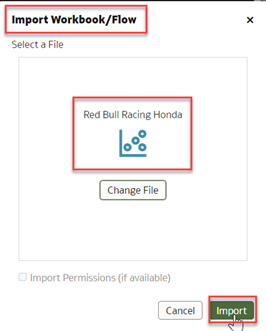 Import Workbook/Flow
Select a File
Red Bull Racing Honda
Change File
Import Permissions (if available)
Cancel
Import